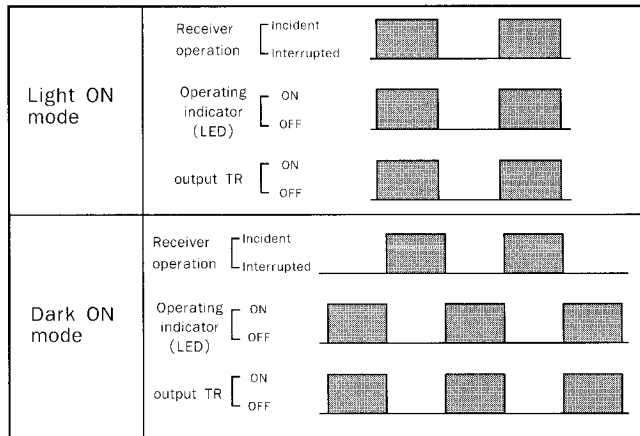 Light ON
mode
Receiver
operation
Incident
Interrupted
Operating
indicator
(LED)
ON
OFF
output TR
ON
OFF
Dark ON
mode
Receiver
operation
Incident
Interrupted
Operating
indicator
(LED)
ON
OFF
output TR
ON
OFF